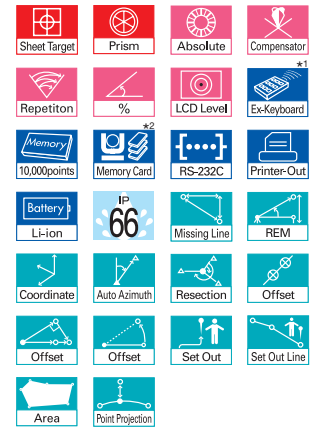 Sheet Target
Prism
Absolute
Compensator
★1
Repetiton
%
LCD Level
Ex-Keyboard
★2
Memory
10,000points
Memory Card
RS-232C
Printer-Out
Battery
Li-ion
IP
66
Missing Line
REM
Coordinate
Auto Azimuth
Resection
Offset
Offset
Offset
Set Out
Set Out Line
Area
Point Projection